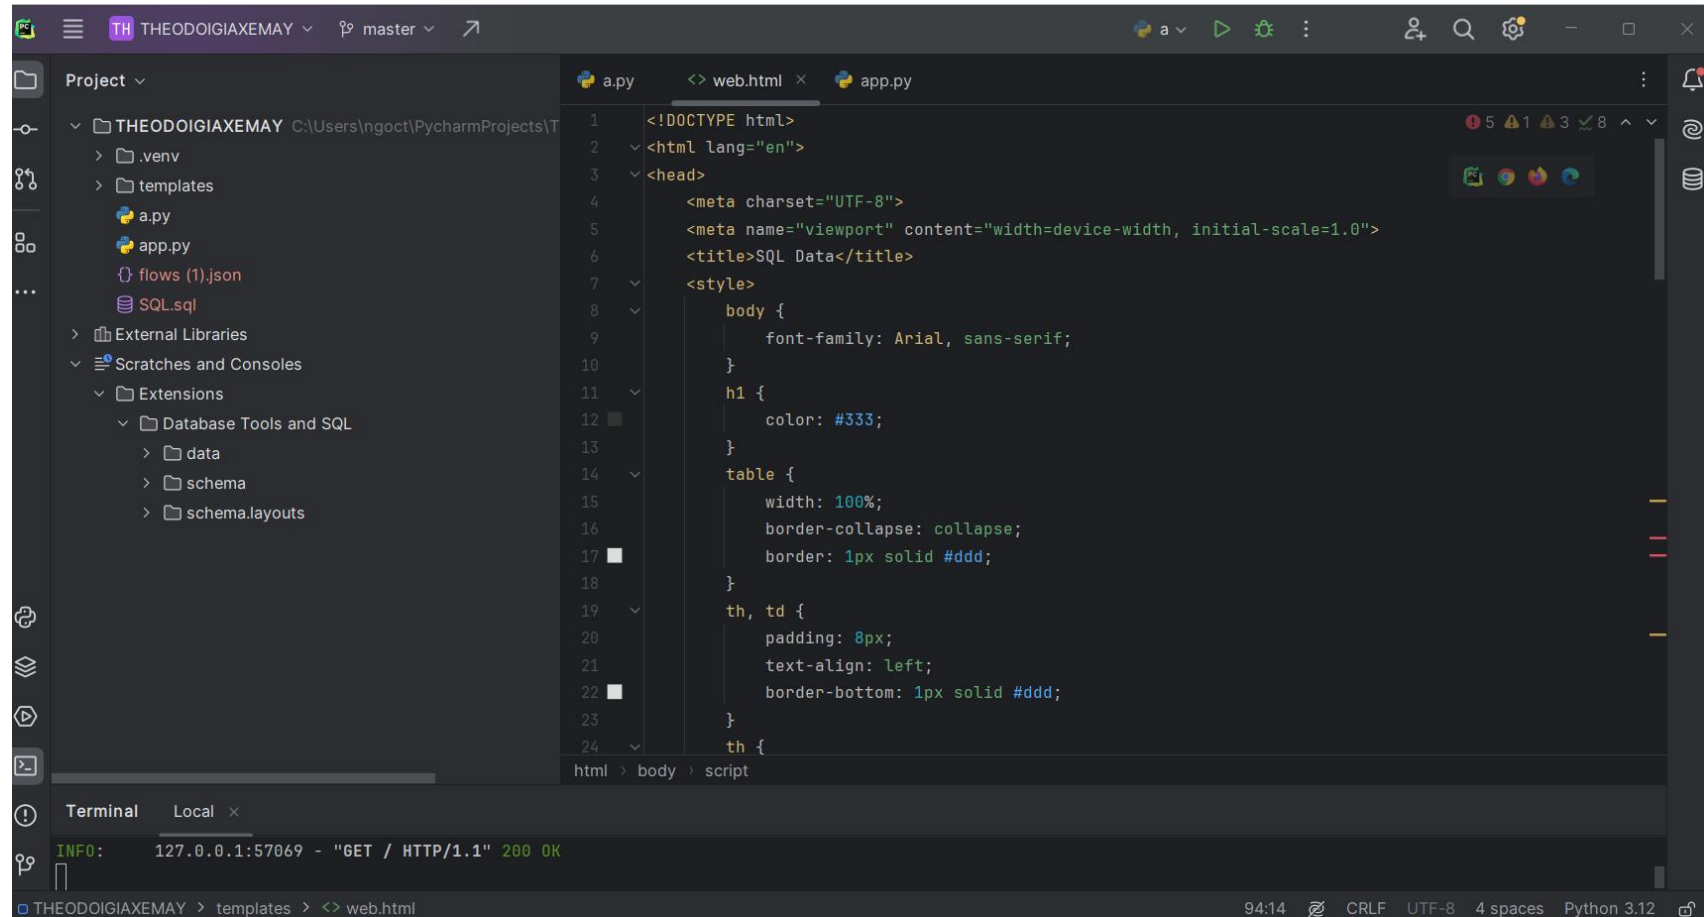 TH THEODOIGIAXEMAY master a
Project
a.py web.html app.py
THEODOIGIAXEMAY C:\Users\ngoct\PycharmProjects\T
.venv
templates
a.py
app.py
flows (1).json
SQL.sql
External Libraries
Scratches and Consoles
Extensions
Database Tools and SQL
data
schema
schema.layouts
5 1 3 8
1 <!DOCTYPE html>
2 <html lang="en">
3 <head>
4 <meta charset="UTF-8">
5 <meta name="viewport" content="width=device-width, initial-scale=1.0">
6 <title>SQL Data</title>
7 <style>
8 body {
9 font-family: Arial, sans-serif;
10 }
11 h1 {
12 color: #333;
13 }
14 table {
15 width: 100%;
16 border-collapse: collapse;
17 border: 1px solid #ddd;
18 }
19 th, td {
20 padding: 8px;
21 text-align: left;
22 border-bottom: 1px solid #ddd;
23 }
24 th {
html > body > script
Terminal Local
INFO: 127.0.0.1:57069 - "GET / HTTP/1.1" 200 OK
THEODOIGIAXEMAY > templates > <> web.html 94:14 CRLF UTF-8 4 spaces Python 3.12